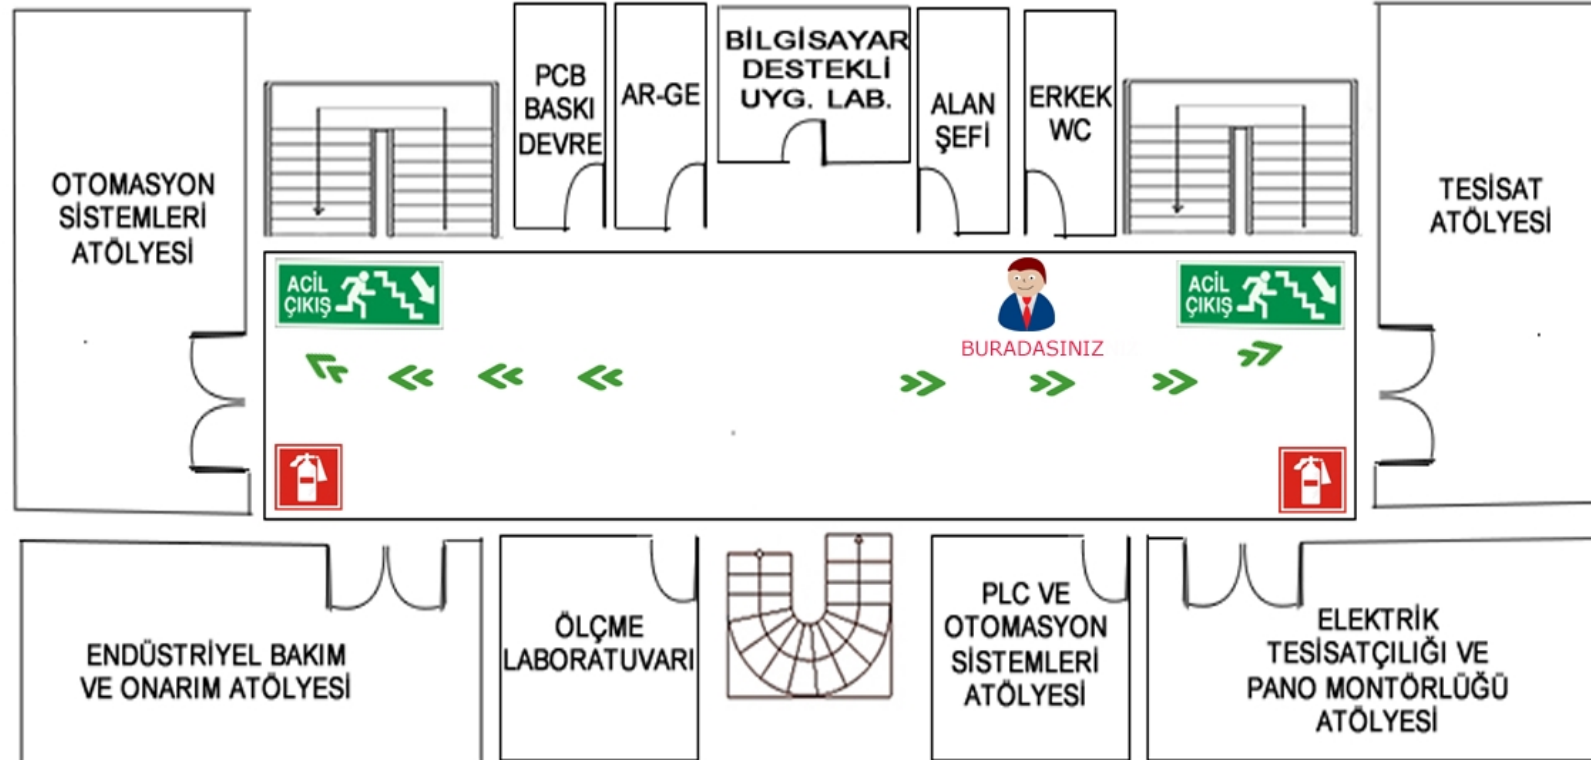 OTOMASYON
SİSTEMLERİ
ATÖLYESİ
PCB
BASKI
DEVRE
AR-GE
BİLGİSAYAR
DESTEKLİ
UYG. LAB.
ALAN
ŞEFİ
ERKEK
WC
TESİSAT
ATÖLYESİ
ACİL
ÇIKIŞ
BURADASINIZ
ACİL
ÇIKIŞ
ENDÜSTRİYEL BAKIM
VE ONARIM ATÖLYESİ
ÖLÇME
LABORATUVARI
PLC VE
OTOMASYON
SİSTEMLERİ
ATÖLYESİ
ELEKTRİK
TESİSATÇILIĞI VE
PANO MONTÖRLÜĞÜ
ATÖLYESİ